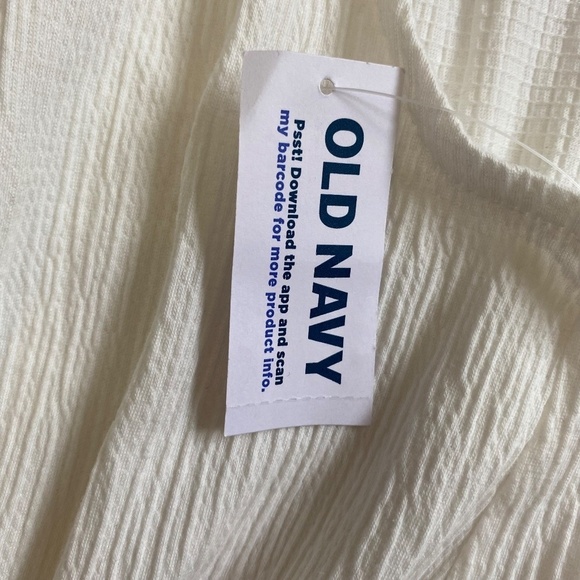 OLD NAVY
Psst! Download the app and scan
my barcode for more product info.